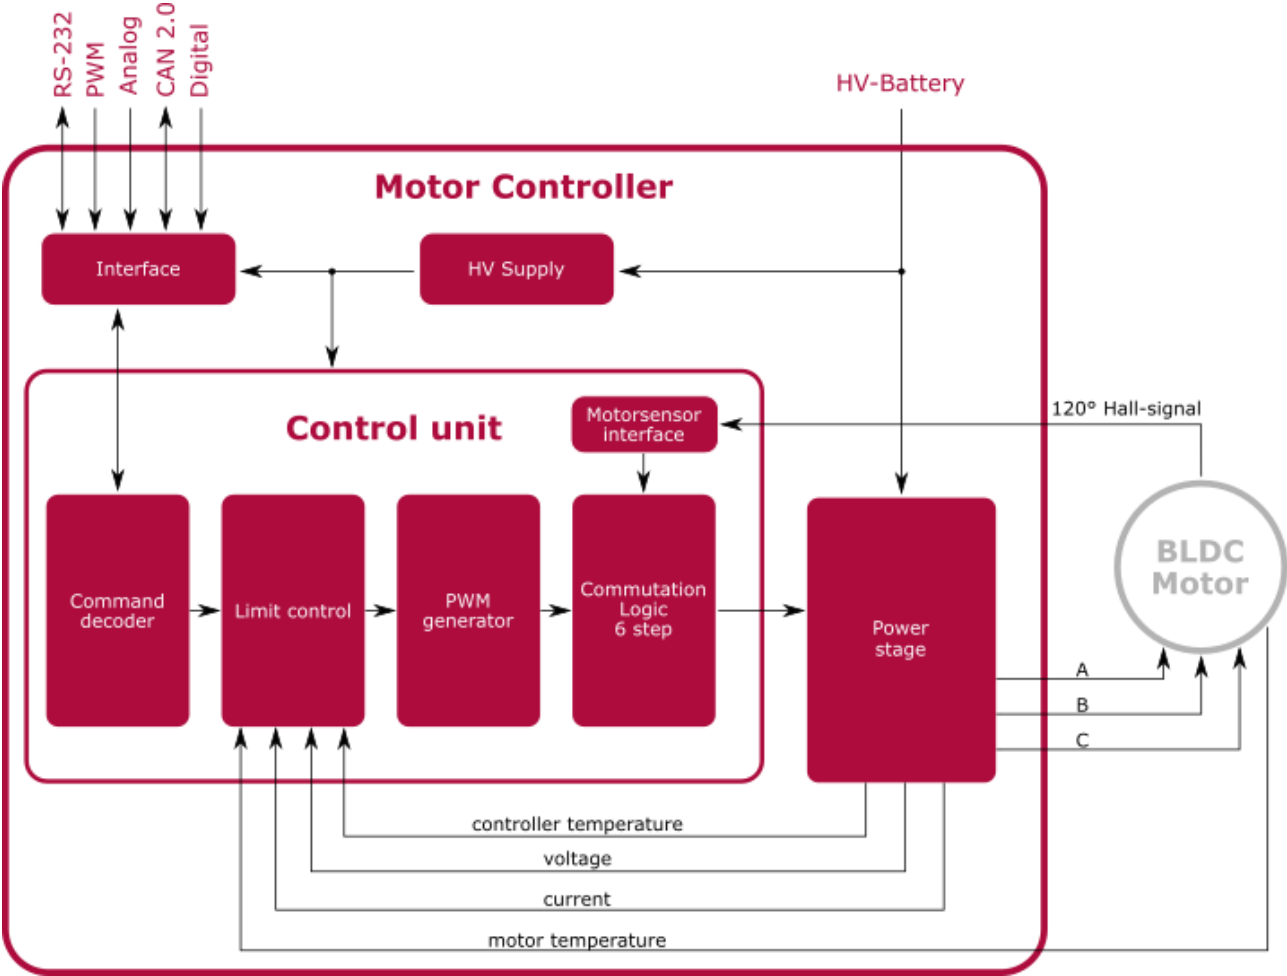 RS-232
PWM
Analog
CAN 2.0
Digital
HV-Battery
Motor Controller
Interface
HV Supply
120° Hall-signal
Control unit
Motorsensor
interface
BLDC
Motor
Command
decoder
Limit control
PWM
generator
Commutation
Logic
6 step
Power
stage
A
B
C
controller temperature
voltage
current
motor temperature